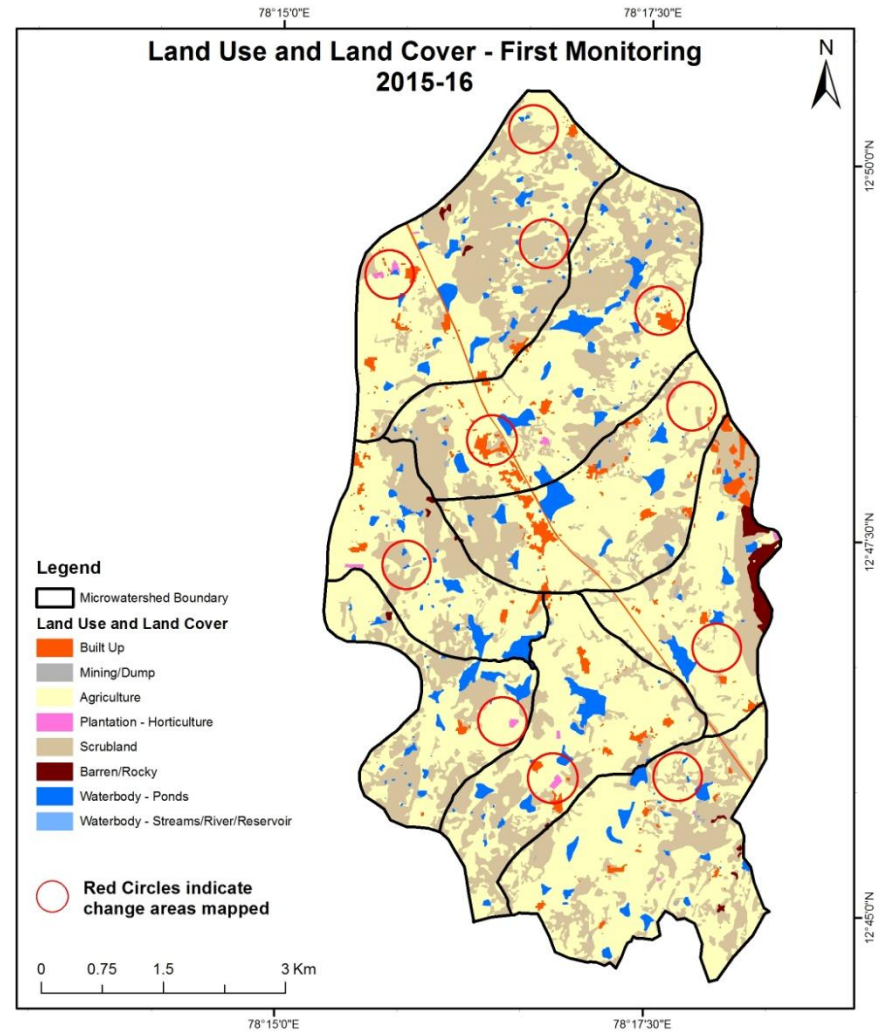 78°15'0"E
78°17'30"E
Land Use and Land Cover - First Monitoring
2015-16
N
12°50'0"N
12°47'30"N
12°45'0"N
Legend
Microwatershed Boundary
Land Use and Land Cover
Built Up
Mining/Dump
Agriculture
Plantation - Horticulture
Scrubland
Barren/Rocky
Waterbody - Ponds
Waterbody - Streams/River/Reservoir
Red Circles indicate
change areas mapped
0 0.75 1.5 3 Km
78°15'0"E
78°17'30"E